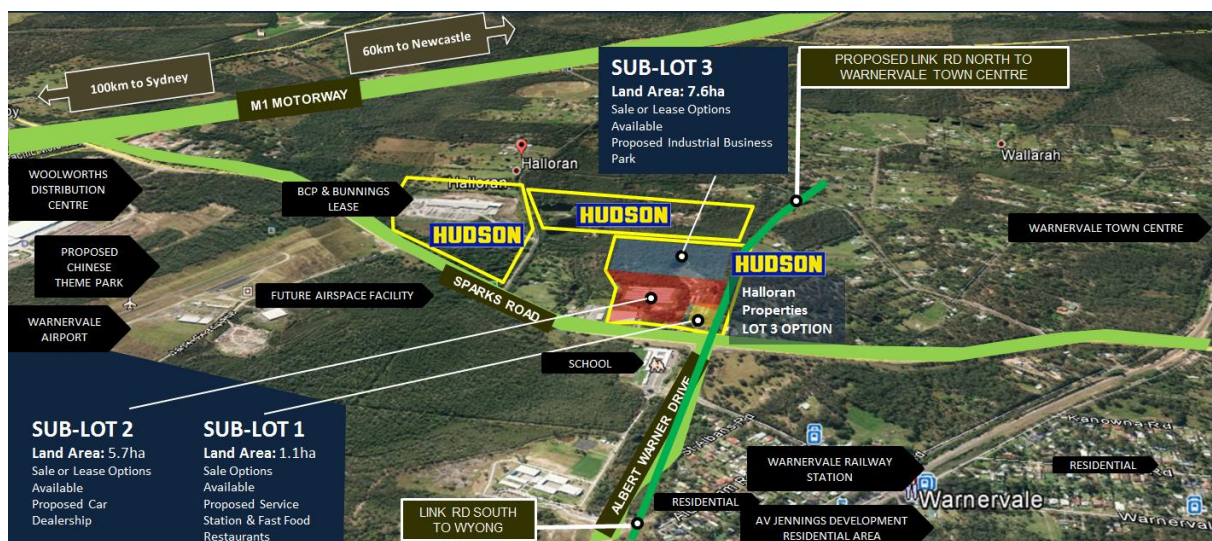 60km to Newcastle
100km to Sydney
M1 MOTORWAY
SUB-LOT 3
Land Area: 7.6ha
Sale or Lease Options
Available
Proposed Industrial Business
Park
PROPOSED LINK RD NORTH TO
WARNERVALE TOWN CENTRE
Wallarah
Halloran
Halloran
WOOLWORTHS
DISTRIBUTION
CENTRE
BCP & BUNNINGS
LEASE
HUDSON
HUDSON
WARNERVALE TOWN CENTRE
PROPOSED
CHINESE
THEME PARK
HUDSON
FUTURE AIRSPACE FACILITY
SPARKS ROAD
Halloran
Properties
LOT 3 OPTION
WARNERVALE
AIRPORT
SCHOOL
ALBERT WARNER DRIVE
St Albans Rd
Kanowna Rd
SUB-LOT 2
Land Area: 5.7ha
Sale or Lease Options
Available
Proposed Car
Dealership
SUB-LOT 1
Land Area: 1.1ha
Sale Options
Available
Proposed Service
Station & Fast Food
Restaurants
WARNERVALE RAILWAY
STATION
RESIDENTIAL
Rd
Warnervale
RESIDENTIAL
LINK RD SOUTH
TO WYONG
AV JENNINGS DEVELOPMENT
RESIDENTIAL AREA